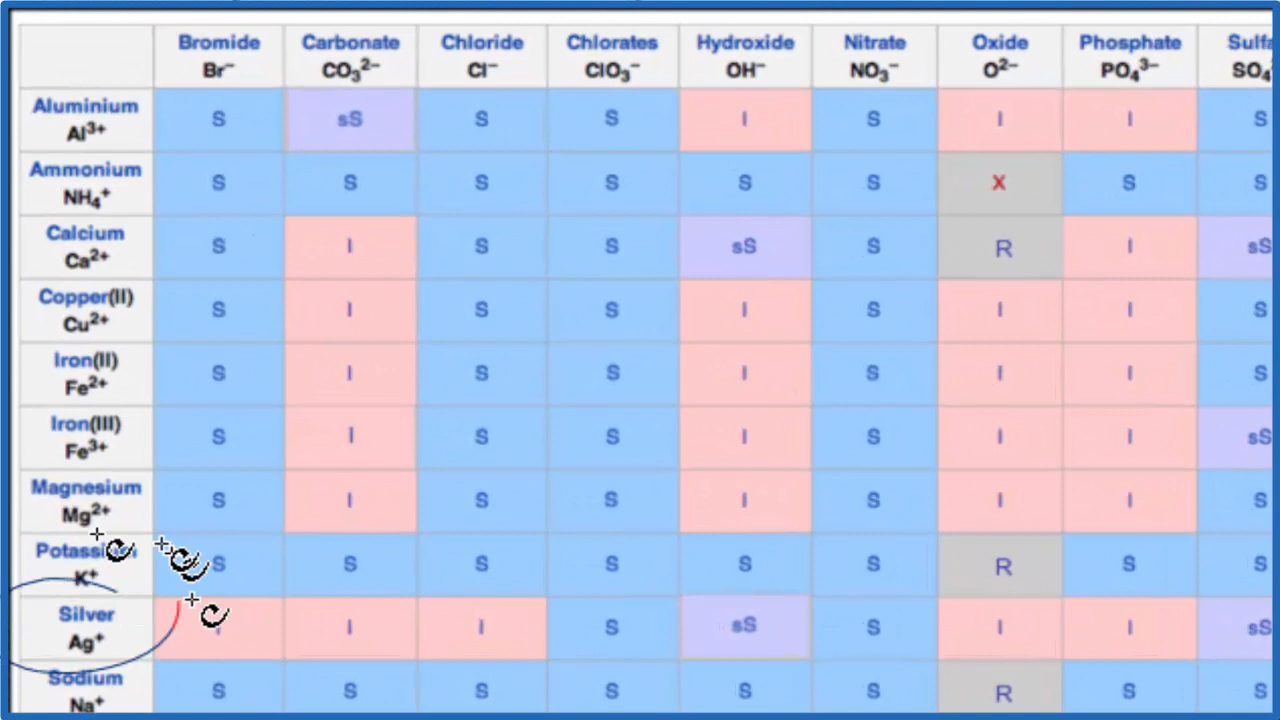 Bromide Carbonate Chloride Chlorates Hydroxide Nitrate Oxide Phosphate
Br⁻ CO₃²⁻ Cl⁻ ClO₃⁻ OH⁻ NO₃⁻ O²⁻ PO₄³⁻ SO₄
Aluminium
Al³⁺ S sS S S I S I I S
Ammonium
NH₄⁺ S S S S S S X S S
Calcium
Ca²⁺ S I S S sS S R I sS
Copper(II)
Cu²⁺ S I S S I S I I S
Iron(II)
Fe²⁺ S I S S I S I I S
Iron(III)
Fe³⁺ S I S S I S I I sS
Magnesium
Mg²⁺ S I S S I S I I S
Potassium
K⁺ S S S S S S R S S
Silver
Ag⁺ I I I S sS S I I sS
Sodium
Na⁺ S S S S S S R S S